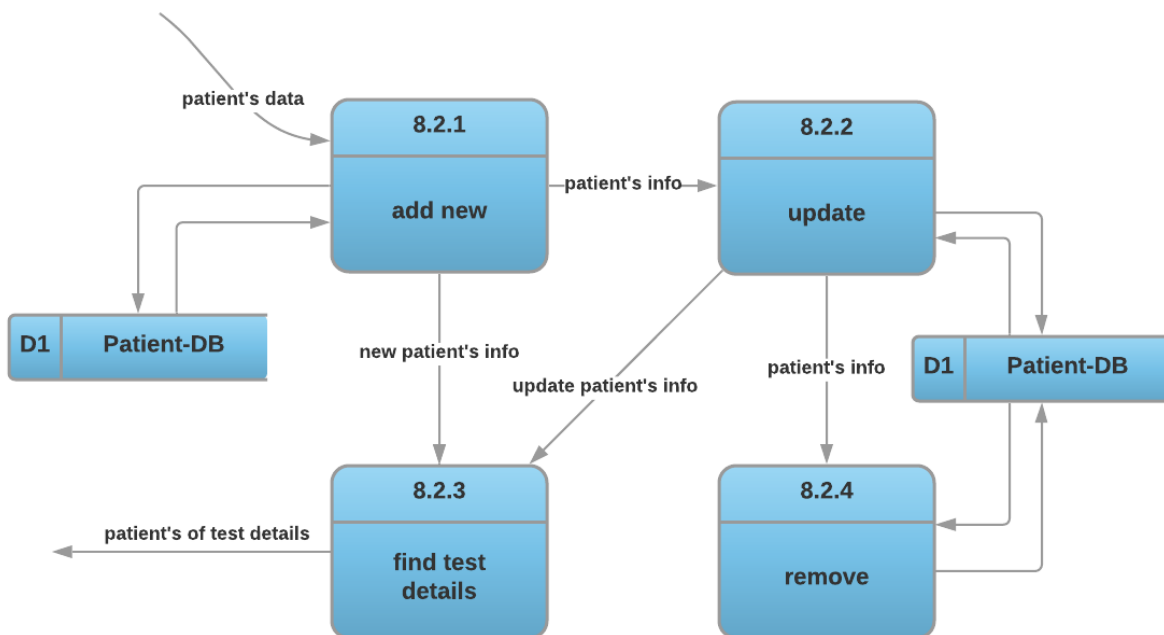 patient's data
8.2.1
add new
patient's info
8.2.2
update
D1
Patient-DB
new patient's info
update patient's info
patient's info
D1
Patient-DB
8.2.3
find test
details
patient's of test details
8.2.4
remove